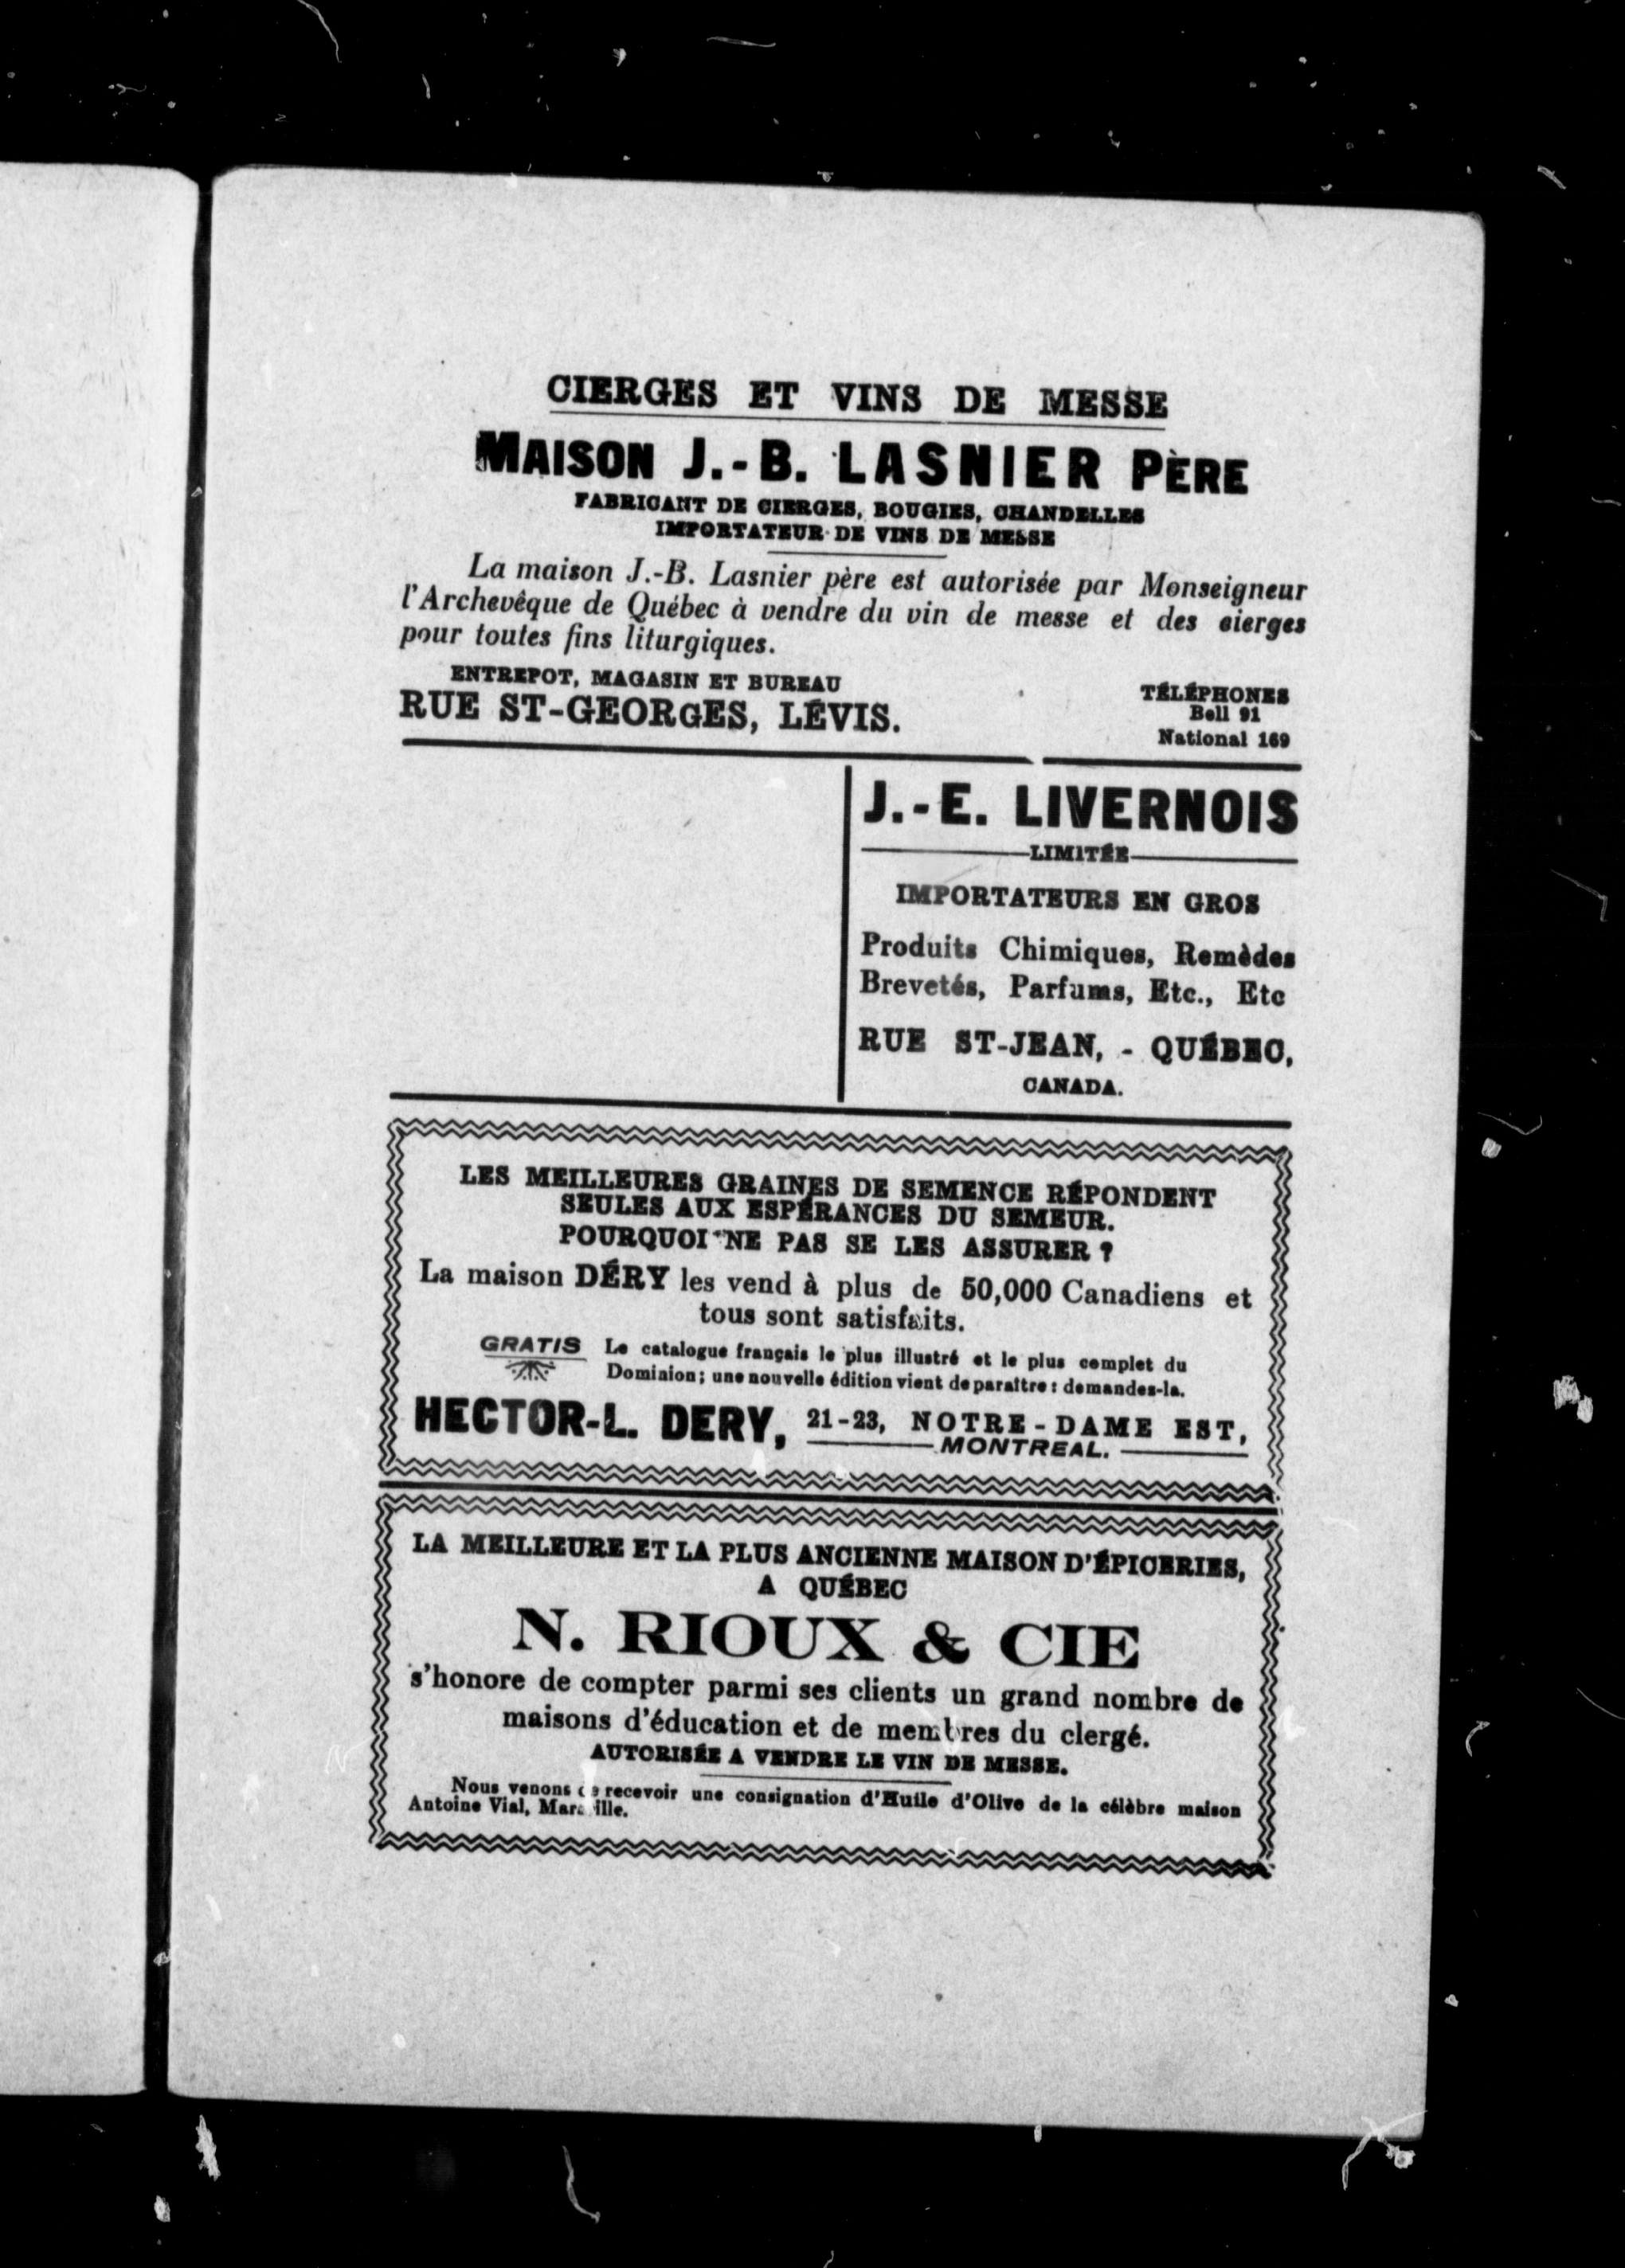 CIERGES ET VINS DE MESSE
MAISON J.-B. LASNIER PÈRE
FABRICANT DE CIERGES, BOUGIES, CHANDELLES
IMPORTATEUR DE VINS DE MESSE
La maison J.-B. Lasnier père est autorisée par Monseigneur
l'Archevêque de Québec à vendre du vin de messe et des cierges
pour toutes fins liturgiques.
ENTREPOT, MAGASIN ET BUREAU
RUE ST-GEORGES, LÉVIS.
TÉLÉPHONES
Bell 91
National 169
J.-E. LIVERNOIS
LIMITÉE
IMPORTATEURS EN GROS
Produits Chimiques, Remèdes
Brevetés, Parfums, Etc., Etc
RUE ST-JEAN, - QUÉBEC,
CANADA.
LES MEILLEURES GRAINES DE SEMENCE RÉPONDENT
SEULES AUX ESPÉRANCES DU SEMEUR.
POURQUOI NE PAS SE LES ASSURER ?
La maison DÉRY les vend à plus de 50,000 Canadiens et
tous sont satisfaits.
GRATIS Le catalogue français le plus illustré et le plus complet du
Dominion; une nouvelle édition vient de paraître: demandez-la.
HECTOR-L. DERY, 21-23, NOTRE-DAME EST,
MONTREAL.
LA MEILLEURE ET LA PLUS ANCIENNE MAISON D'ÉPICERIES,
A QUÉBEC
N. RIOUX & CIE
s'honore de compter parmi ses clients un grand nombre de
maisons d'éducation et de membres du clergé.
AUTORISÉE A VENDRE LE VIN DE MESSE.
Nous venons de recevoir une consignation d'Huile d'Olive de la célèbre maison
Antoine Vial, Marseille.